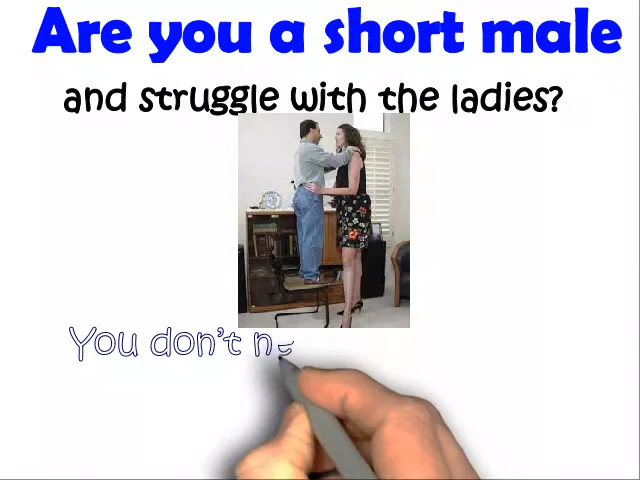 Are you a short male
and struggle with the ladies?
You don't n